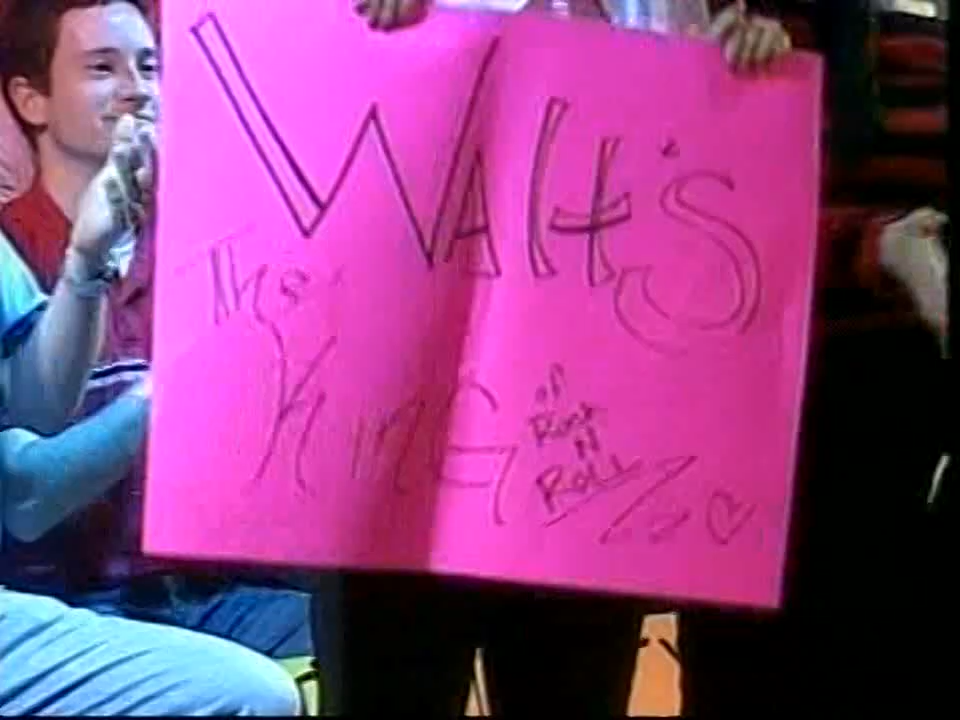 WAlt's
The
King
of
Rock
N
Roll